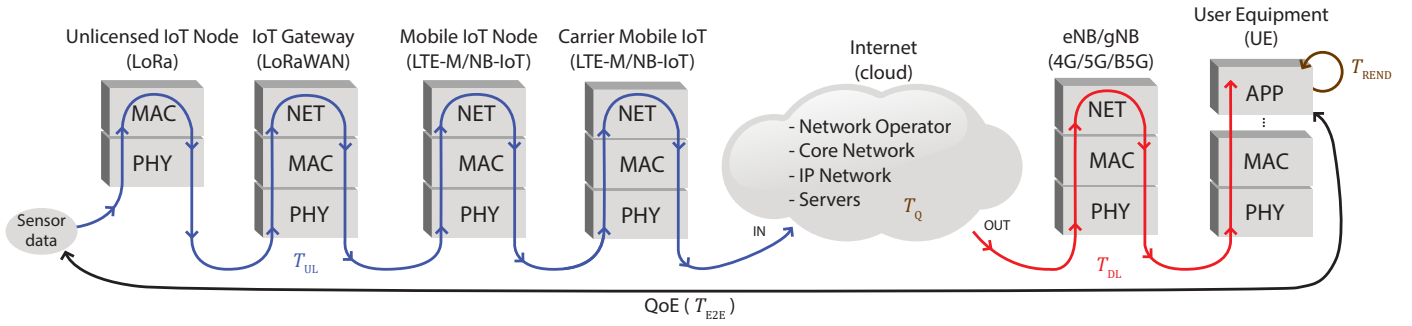 Unlicensed IoT Node
(LoRa)
IoT Gateway
(LoRaWAN)
Mobile IoT Node
(LTE-M/NB-IoT)
Carrier Mobile IoT
(LTE-M/NB-IoT)
Internet
(cloud)
eNB/gNB
(4G/5G/B5G)
User Equipment
(UE)
MAC
PHY
NET
MAC
PHY
NET
MAC
PHY
NET
MAC
PHY
- Network Operator
- Core Network
- IP Network
- Servers
T_Q
NET
MAC
PHY
APP
...
MAC
PHY
T_REND
Sensor
data
T_UL
IN
OUT
T_DL
QoE ( T_E2E )